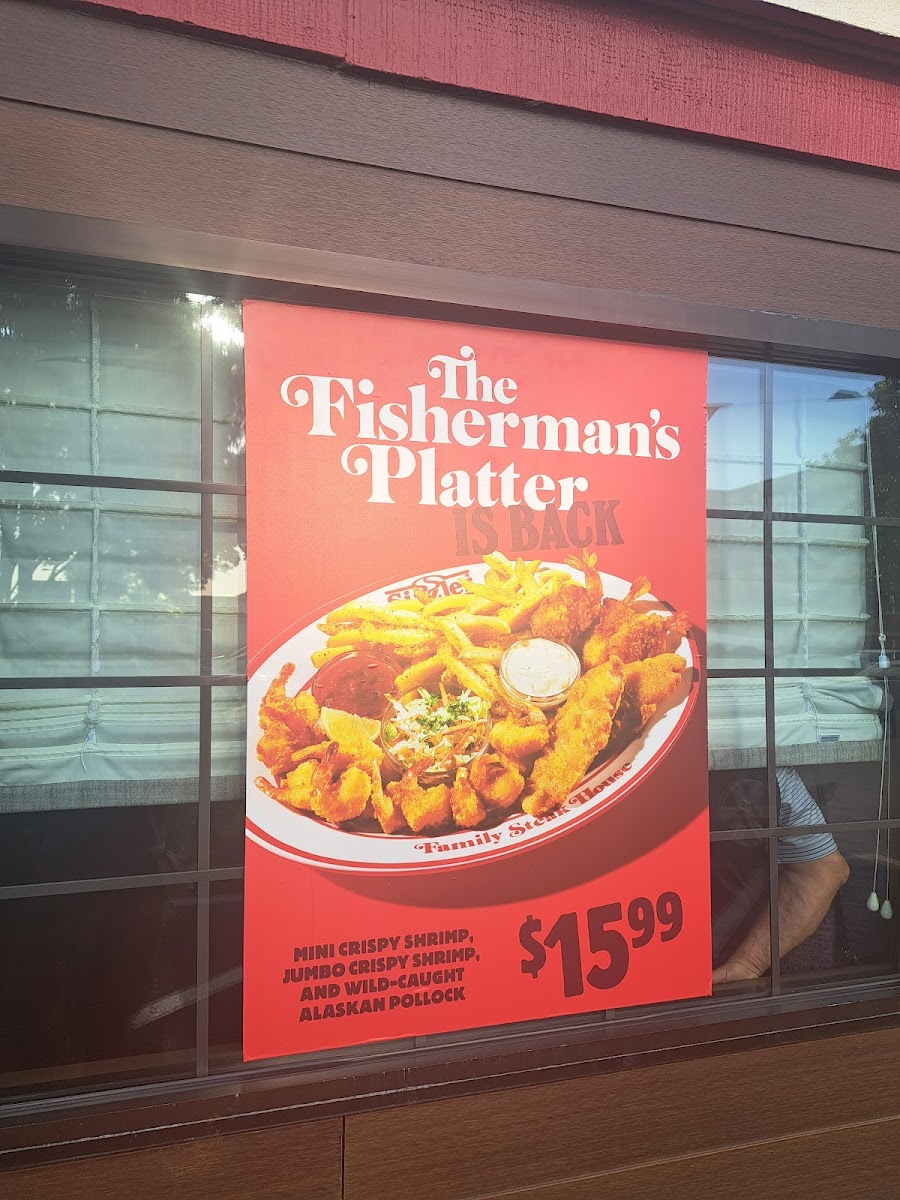 The
Fisherman's
Platter
IS BACK
Sizzler
Family Steak House
MINI CRISPY SHRIMP,
JUMBO CRISPY SHRIMP,
AND WILD-CAUGHT
ALASKAN POLLOCK
$15.99